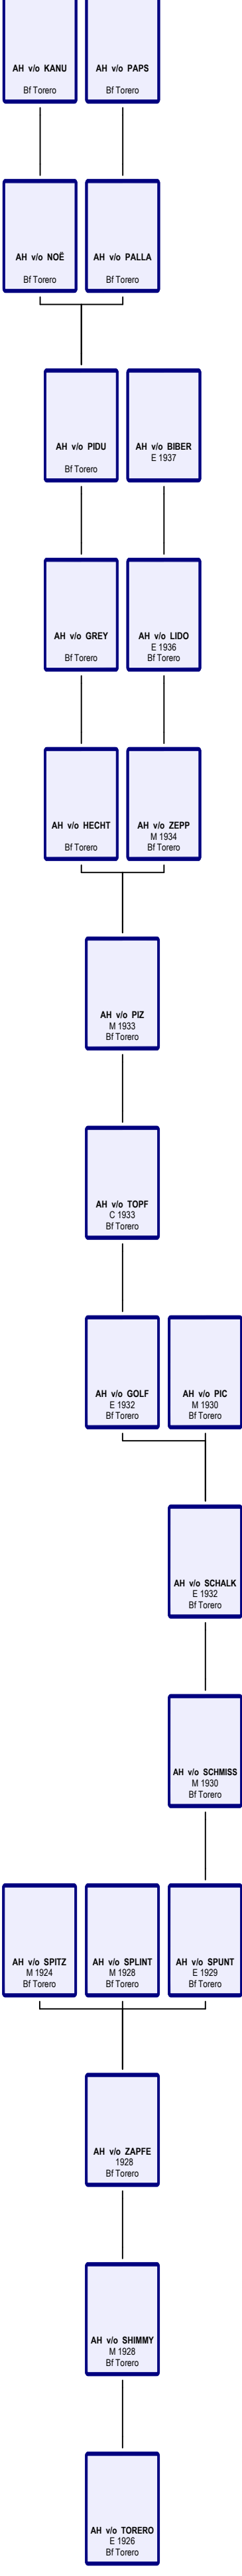 AH v/o KANU
Bf Torero
AH v/o PAPS
Bf Torero
AH v/o NOË
Bf Torero
AH v/o PALLA
Bf Torero
AH v/o PIDU
Bf Torero
AH v/o BIBER
E 1937
AH v/o GREY
Bf Torero
AH v/o LIDO
E 1936
Bf Torero
AH v/o HECHT
Bf Torero
AH v/o ZEPP
M 1934
Bf Torero
AH v/o PIZ
M 1933
Bf Torero
AH v/o TOPF
C 1933
Bf Torero
AH v/o GOLF
E 1932
Bf Torero
AH v/o PIC
M 1930
Bf Torero
AH v/o SCHALK
E 1932
Bf Torero
AH v/o SCHMISS
M 1930
Bf Torero
AH v/o SPITZ
M 1924
Bf Torero
AH v/o SPLINT
M 1928
Bf Torero
AH v/o SPUNT
E 1929
Bf Torero
AH v/o ZAPFE
1928
Bf Torero
AH v/o SHIMMY
M 1928
Bf Torero
AH v/o TORERO
E 1926
Bf Torero